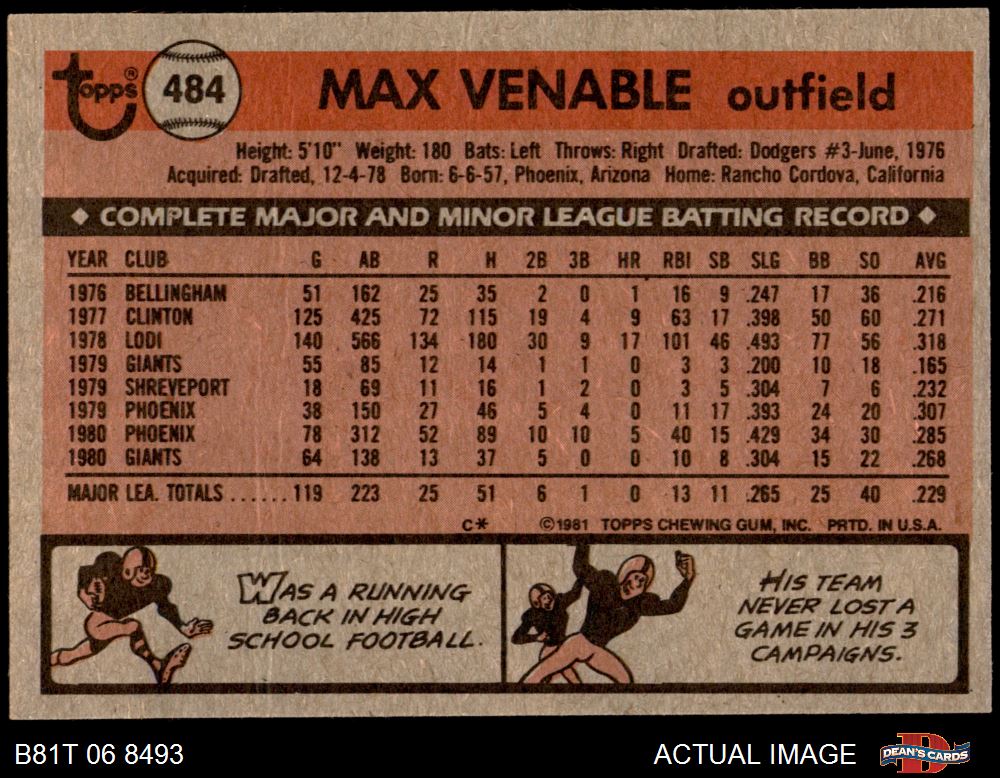 Topps® 484 MAX VENABLE outfield
Height: 5'10" Weight: 180 Bats: Left Throws: Right Drafted: Dodgers #3-June, 1976
Acquired: Drafted, 12-4-78 Born: 6-6-57, Phoenix, Arizona Home: Rancho Cordova, California
◆ COMPLETE MAJOR AND MINOR LEAGUE BATTING RECORD ◆
YEAR CLUB G AB R H 2B 3B HR RBI SB SLG BB SO AVG
1976 BELLINGHAM 51 162 25 35 2 0 1 16 9 .247 17 36 .216
1977 CLINTON 125 425 72 115 19 4 9 63 17 .398 50 60 .271
1978 LODI 140 566 134 180 30 9 17 101 46 .493 77 56 .318
1979 GIANTS 55 85 12 14 1 1 0 3 3 .200 10 18 .165
1979 SHREVEPORT 18 69 11 16 1 2 0 3 5 .304 7 6 .232
1979 PHOENIX 38 150 27 46 5 4 0 11 17 .393 24 20 .307
1980 PHOENIX 78 312 52 89 10 10 5 40 15 .429 34 30 .285
1980 GIANTS 64 138 13 37 5 0 0 10 8 .304 15 22 .268
MAJOR LEA. TOTALS ...... 119 223 25 51 6 1 0 13 11 .265 25 40 .229
C* ©1981 TOPPS CHEWING GUM, INC. PRTD. IN U.S.A.
WAS A RUNNING
BACK IN HIGH
SCHOOL FOOTBALL.
HIS TEAM
NEVER LOST A
GAME IN HIS 3
CAMPAIGNS.
B81T 06 8493 ACTUAL IMAGE DEAN'S CARDS